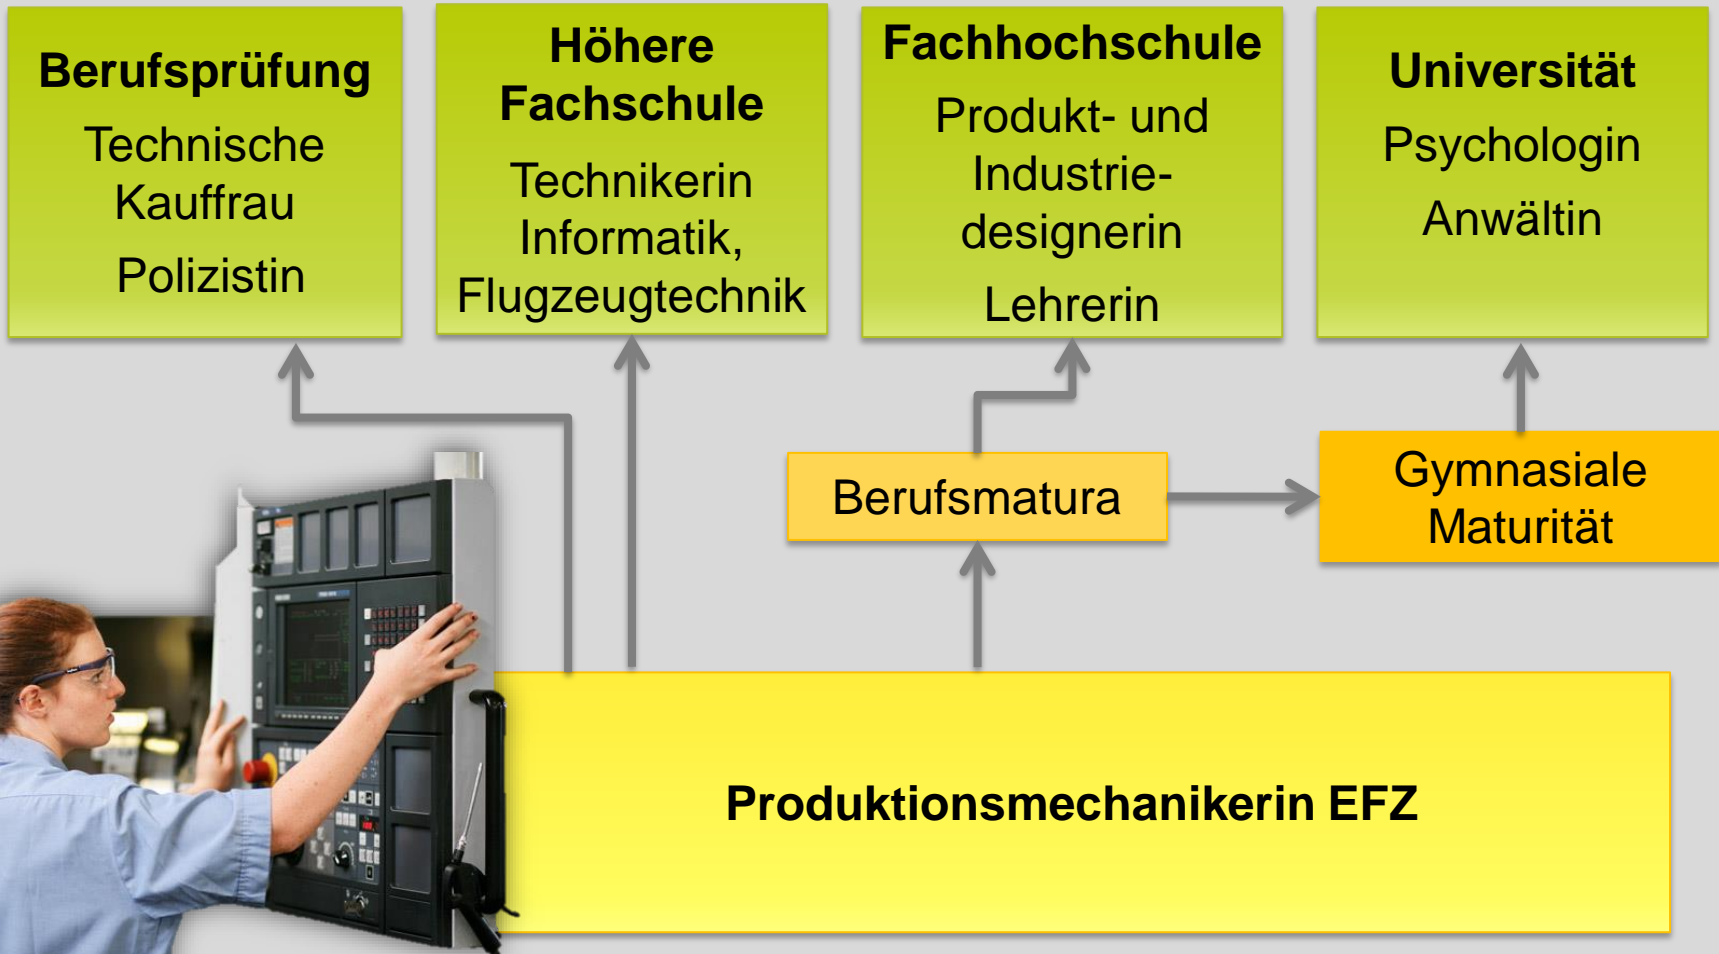 Berufsprüfung
Technische
Kauffrau
Polizistin
Höhere
Fachschule
Technikerin
Informatik,
Flugzeugtechnik
Fachhochschule
Produkt- und
Industrie-
designerin
Lehrerin
Universität
Psychologin
Anwältin
Berufsmatura
Gymnasiale
Maturität
Produktionsmechanikerin EFZ